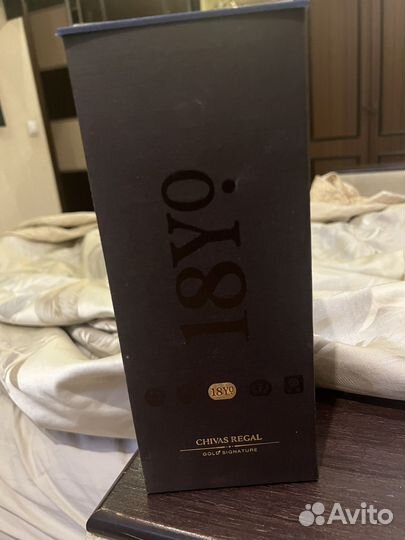 18Yº
18Yº
CHIVAS REGAL
GOLD SIGNATURE
Avito